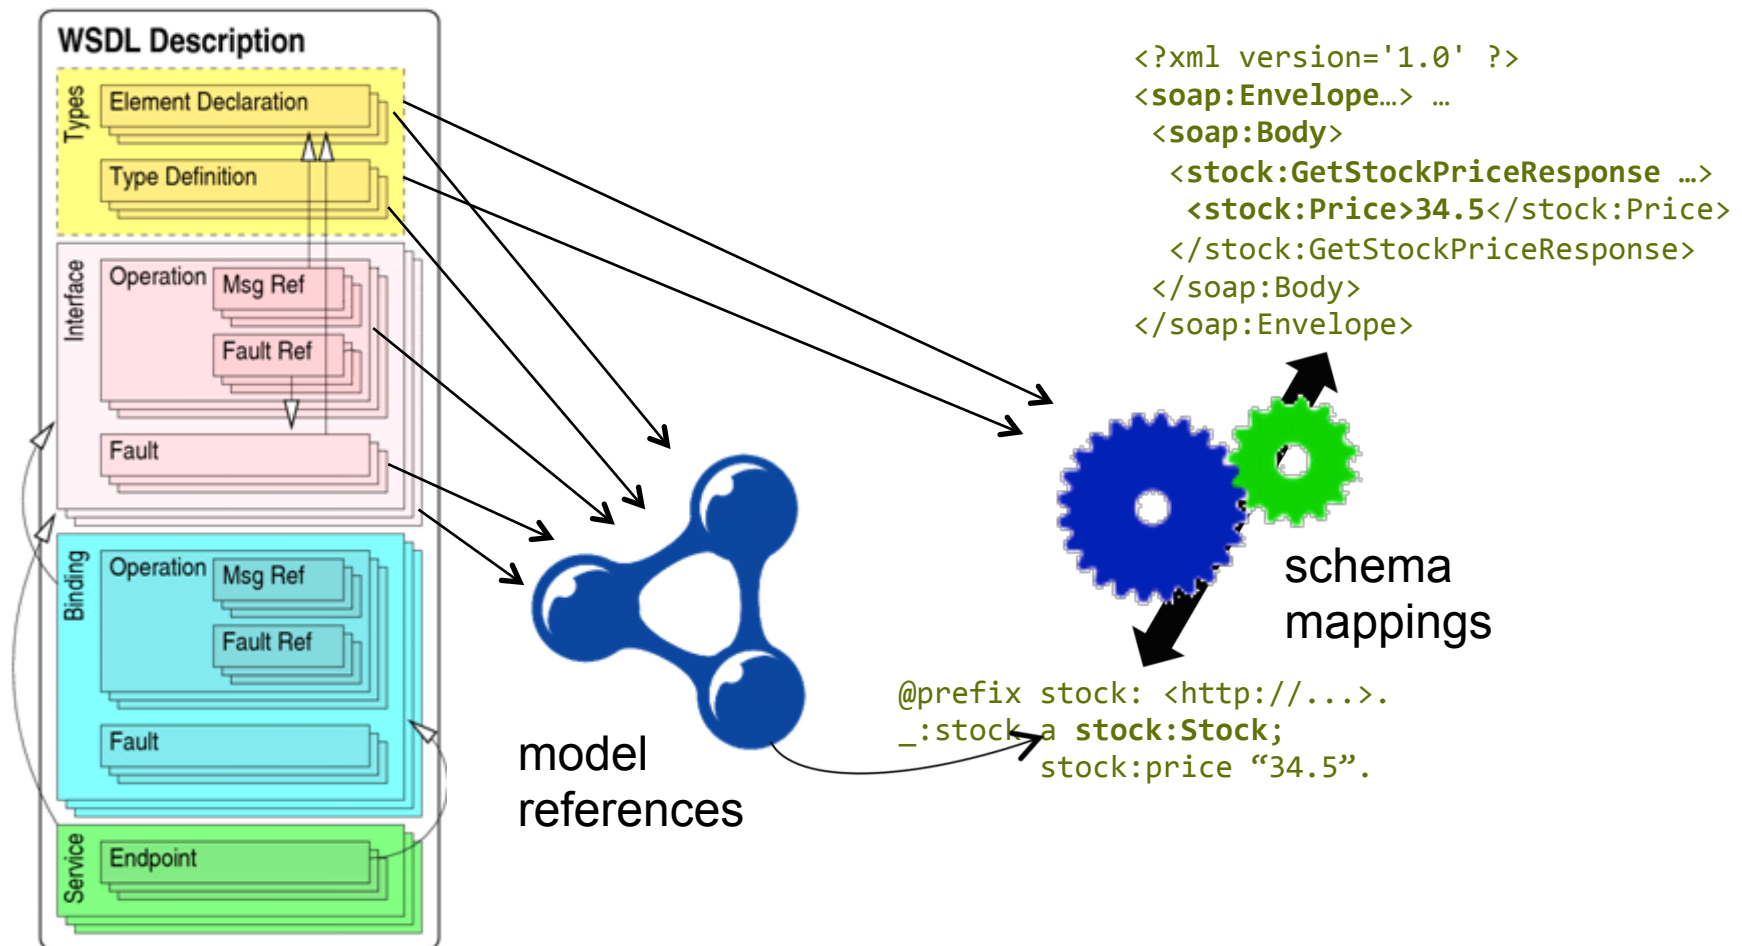 WSDL Description
Types
Element Declaration
Type Definition
Interface
Operation
Msg Ref
Fault Ref
Fault
Binding
Operation
Msg Ref
Fault Ref
Fault
Service
Endpoint
model
references
<?xml version='1.0' ?>
<soap:Envelope…> …
<soap:Body>
<stock:GetStockPriceResponse …>
<stock:Price>34.5</stock:Price>
</stock:GetStockPriceResponse>
</soap:Body>
</soap:Envelope>
schema
mappings
@prefix stock: <http://...>.
_:stock a stock:Stock;
stock:price “34.5”.